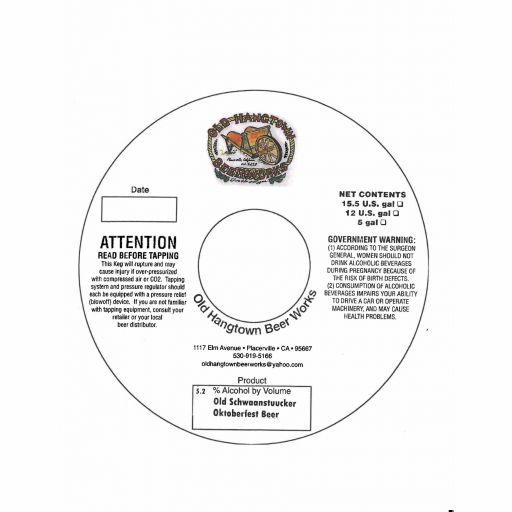 OLD HANGTOWN
Placerville, California
BEERWORKS
Date
ATTENTION
READ BEFORE TAPPING
This Keg will rupture and may
cause injury if over-pressurized
with compressed air or CO2. Tapping
system and pressure regulator should
each be equipped with a pressure relief
(blowoff) device. If you are not familiar
with tapping equipment, consult your
retailer or your local
beer distributor.
NET CONTENTS
15.5 U.S. gal ❏
12 U.S. gal ❏
5 gal ❏
GOVERNMENT WARNING:
(1) ACCORDING TO THE SURGEON
GENERAL, WOMEN SHOULD NOT
DRINK ALCOHOLIC BEVERAGES
DURING PREGNANCY BECAUSE OF
THE RISK OF BIRTH DEFECTS.
(2) CONSUMPTION OF ALCOHOLIC
BEVERAGES IMPAIRS YOUR ABILITY
TO DRIVE A CAR OR OPERATE
MACHINERY, AND MAY CAUSE
HEALTH PROBLEMS.
Old Hangtown Beer Works
1117 Elm Avenue • Placerville • CA • 95667
530-919-5166
oldhangtownbeerworks@yahoo.com
Product
5.2 % Alcohol by Volume
Old Schwaanstuucker
Oktoberfest Beer